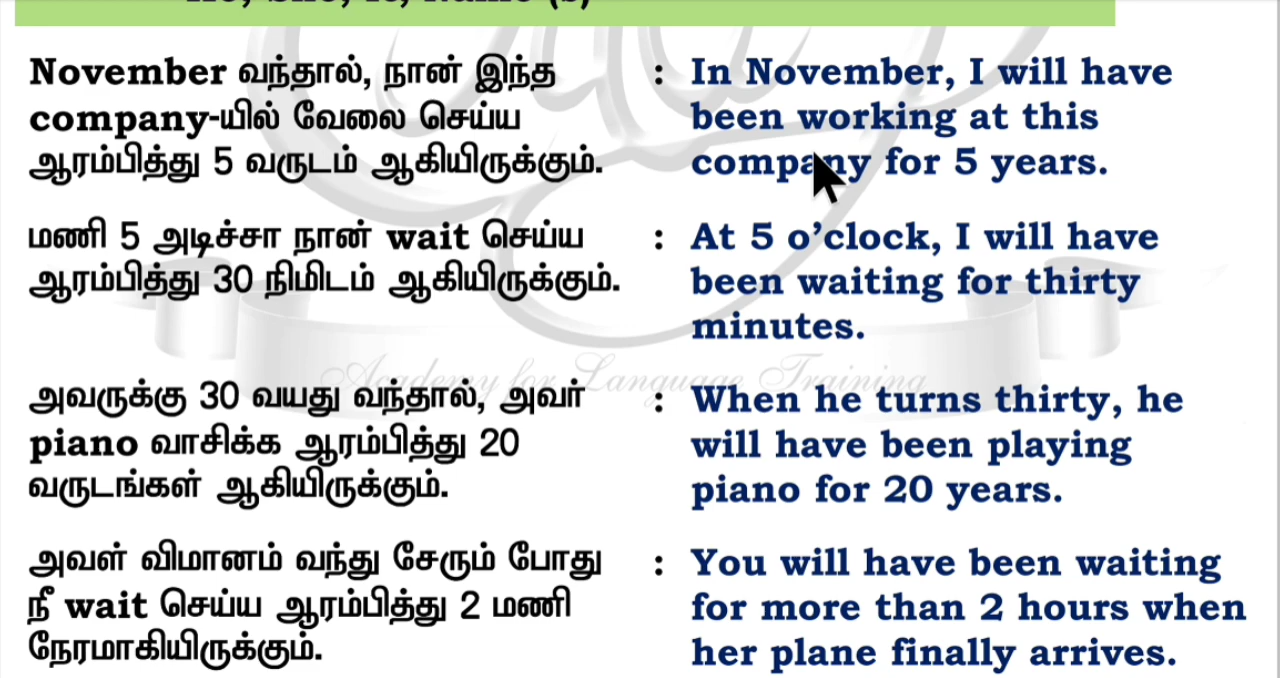 November வந்தால், நான் இந்த : In November, I will have
company-யில் வேலை செய்ய been working at this
ஆரம்பித்து 5 வருடம் ஆகியிருக்கும். company for 5 years.
மணி 5 அடிச்சா நான் wait செய்ய : At 5 o’clock, I will have
ஆரம்பித்து 30 நிமிடம் ஆகியிருக்கும். been waiting for thirty
minutes.
Academy for Language Training
அவருக்கு 30 வயது வந்தால், அவர் : When he turns thirty, he
piano வாசிக்க ஆரம்பித்து 20 will have been playing
வருடங்கள் ஆகியிருக்கும். piano for 20 years.
அவள் விமானம் வந்து சேரும் போது : You will have been waiting
நீ wait செய்ய ஆரம்பித்து 2 மணி for more than 2 hours when
நேரமாகியிருக்கும். her plane finally arrives.